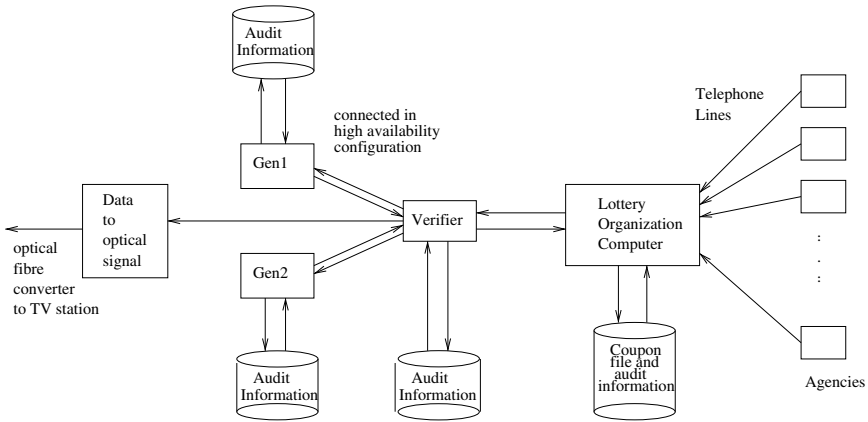 Audit
Information
connected in
high availability
configuration
Telephone
Lines
Gen1
Data
to
optical
signal
Verifier
Lottery
Organization
Computer
optical
fibre
converter
to TV station
Gen2
:
.
:
Audit
Information
Audit
Information
Coupon
file and
audit
information
Agencies